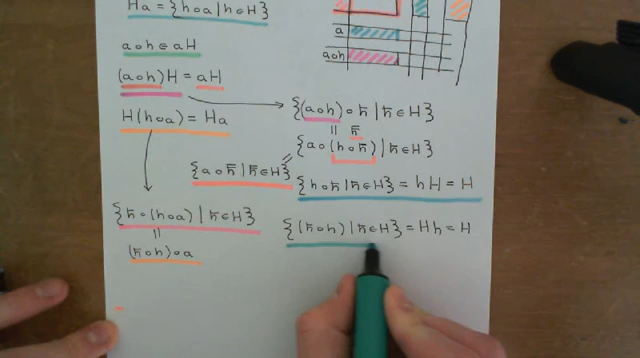 Ha = {h∘a | h∈H}
a∘h ∈ aH
(a∘h)H = aH
H(h∘a) = Ha
a
a∘h
{(a∘h)∘h̄ | h̄∈H}
=
h̄
{a∘(h∘h̄) | h̄∈H}
=
{a∘h̄ | h̄∈H}
{h∘h̄ | h̄∈H} = hH = H
{h̄∘(h∘a) | h̄∈H}
=
(h̄∘h)∘a
{(h̄∘h) | h̄∈H} = Hh = H